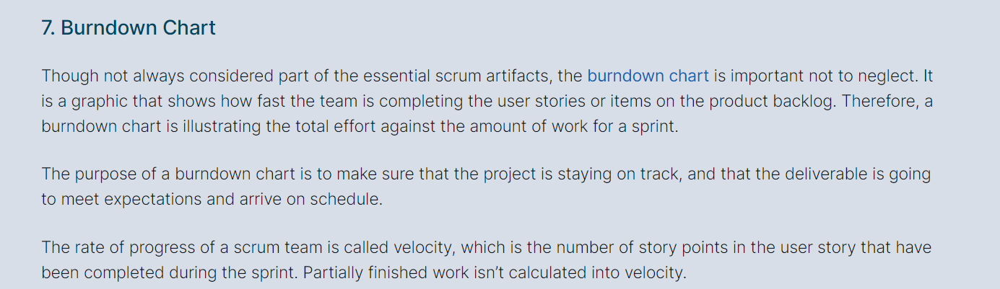 7. Burndown Chart
Though not always considered part of the essential scrum artifacts, the burndown chart is important not to neglect. It
is a graphic that shows how fast the team is completing the user stories or items on the product backlog. Therefore, a
burndown chart is illustrating the total effort against the amount of work for a sprint.
The purpose of a burndown chart is to make sure that the project is staying on track, and that the deliverable is going
to meet expectations and arrive on schedule.
The rate of progress of a scrum team is called velocity, which is the number of story points in the user story that have
been completed during the sprint. Partially finished work isn’t calculated into velocity.